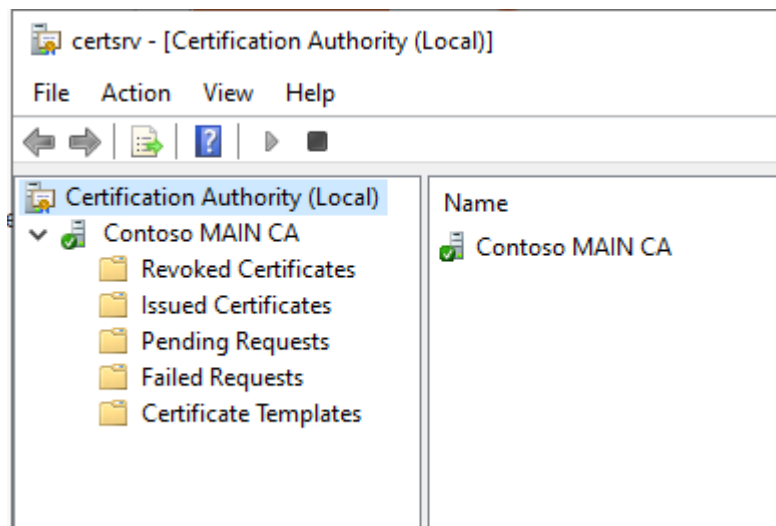 certsrv - [Certification Authority (Local)]
File Action View Help
Certification Authority (Local)
Contoso MAIN CA
Revoked Certificates
Issued Certificates
Pending Requests
Failed Requests
Certificate Templates
Name
Contoso MAIN CA